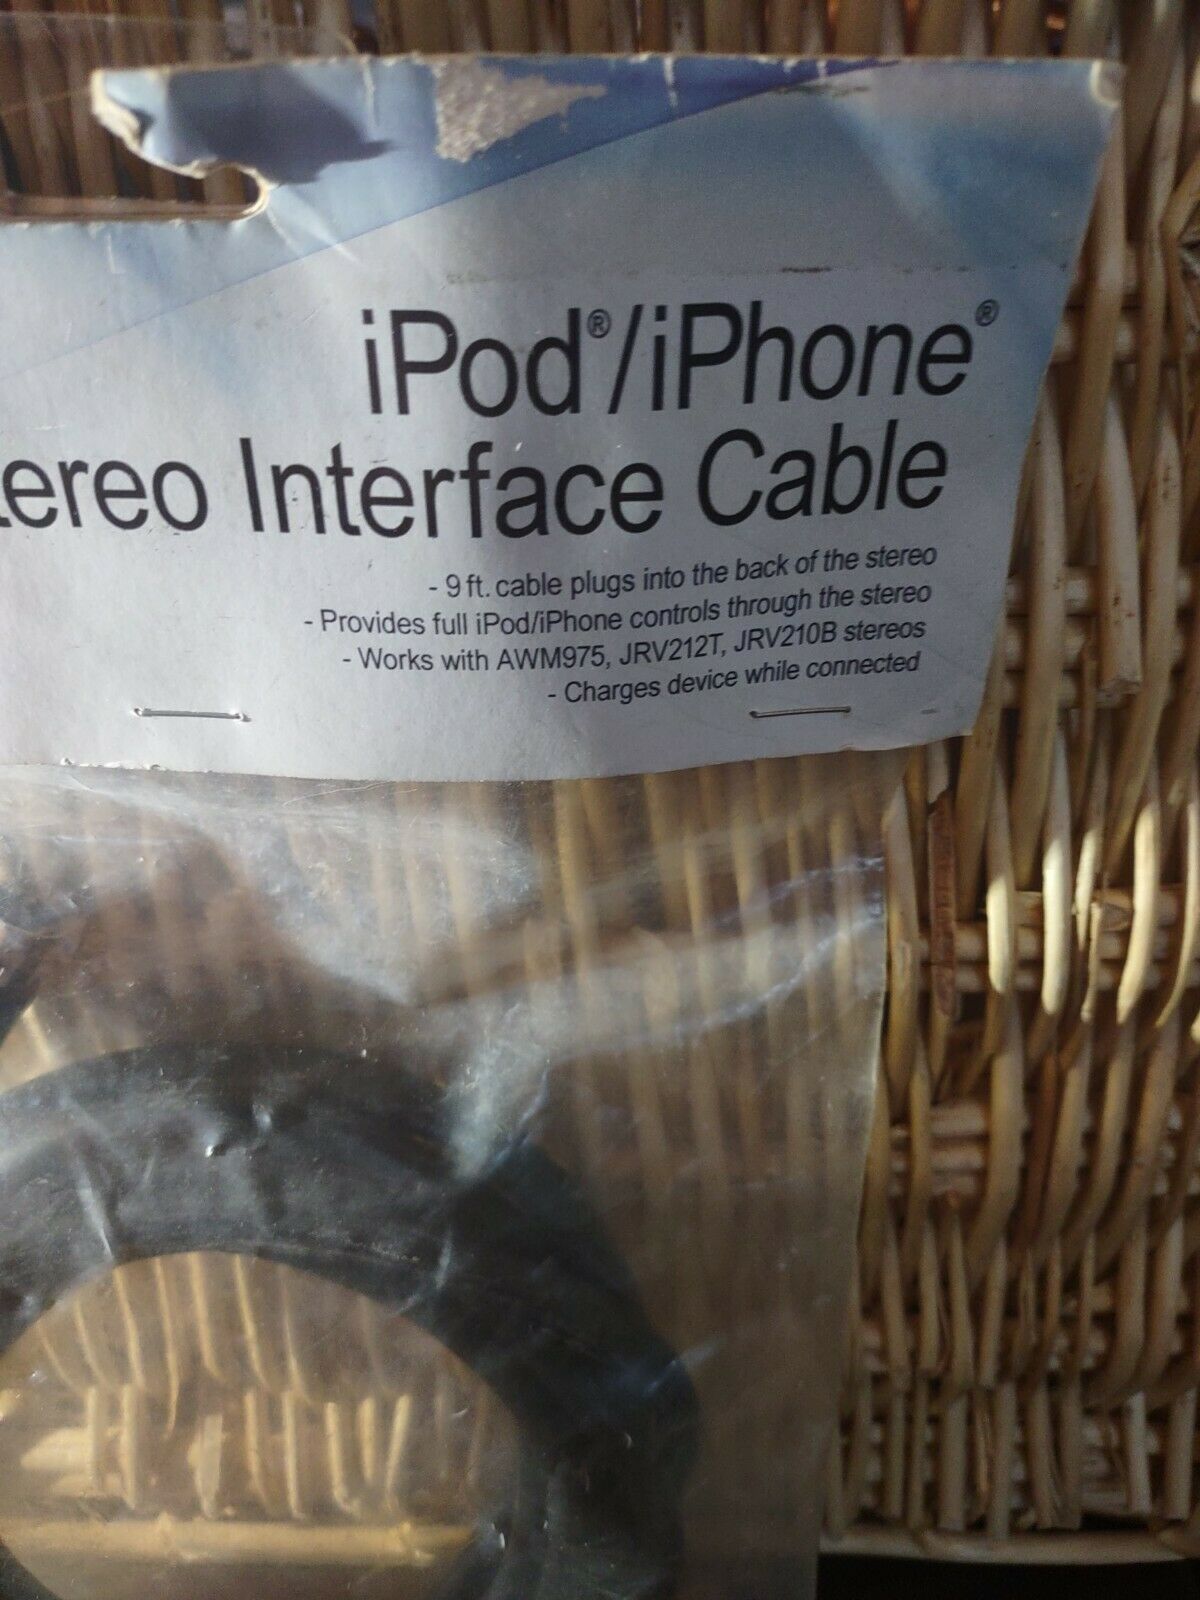 iPod®/iPhone®
tereo Interface Cable
- 9 ft. cable plugs into the back of the stereo
- Provides full iPod/iPhone controls through the stereo
- Works with AWM975, JRV212T, JRV210B stereos
- Charges device while connected